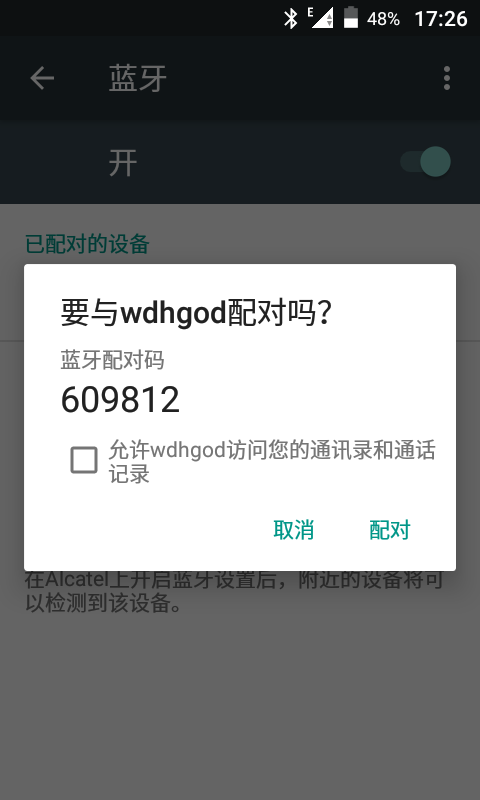 E 48% 17:26
蓝牙
开
已配对的设备
要与wdhgod配对吗?
蓝牙配对码
609812
允许wdhgod访问您的通讯录和通话
记录
取消 配对
在Alcatel上开启蓝牙设置后，附近的设备将可
以检测到该设备。